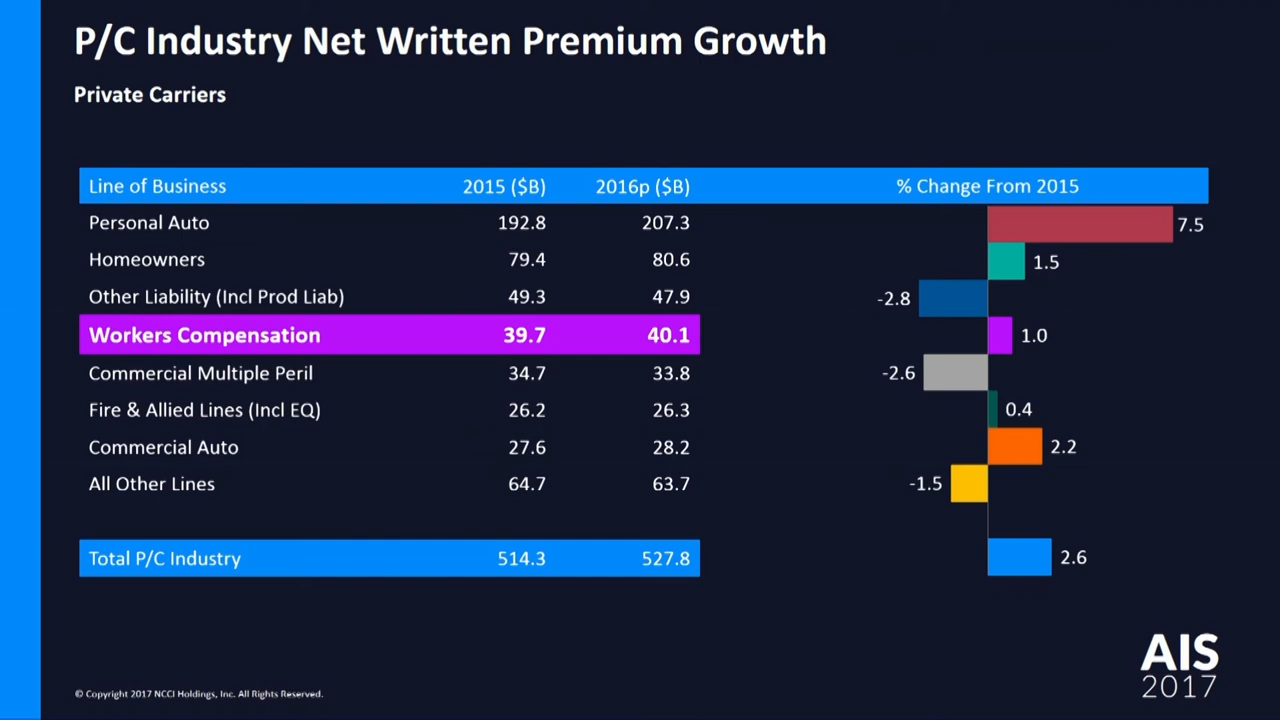 P/C Industry Net Written Premium Growth
Private Carriers
Line of Business 2015 ($B) 2016p ($B) % Change From 2015
Personal Auto 192.8 207.3 7.5
Homeowners 79.4 80.6 1.5
Other Liability (Incl Prod Liab) 49.3 47.9 -2.8
Workers Compensation 39.7 40.1 1.0
Commercial Multiple Peril 34.7 33.8 -2.6
Fire & Allied Lines (Incl EQ) 26.2 26.3 0.4
Commercial Auto 27.6 28.2 2.2
All Other Lines 64.7 63.7 -1.5
Total P/C Industry 514.3 527.8 2.6
AIS
2017
© Copyright 2017 NCCI Holdings, Inc. All Rights Reserved.